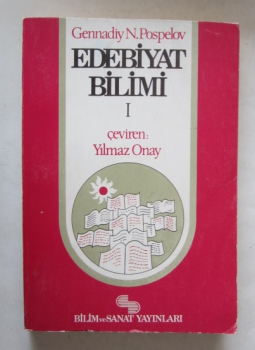 Gennadiy N. Pospelov
EDEBİYAT
BİLİMİ
I
çeviren:
Yılmaz Onay
BİLİM ve SANAT YAYINLARI